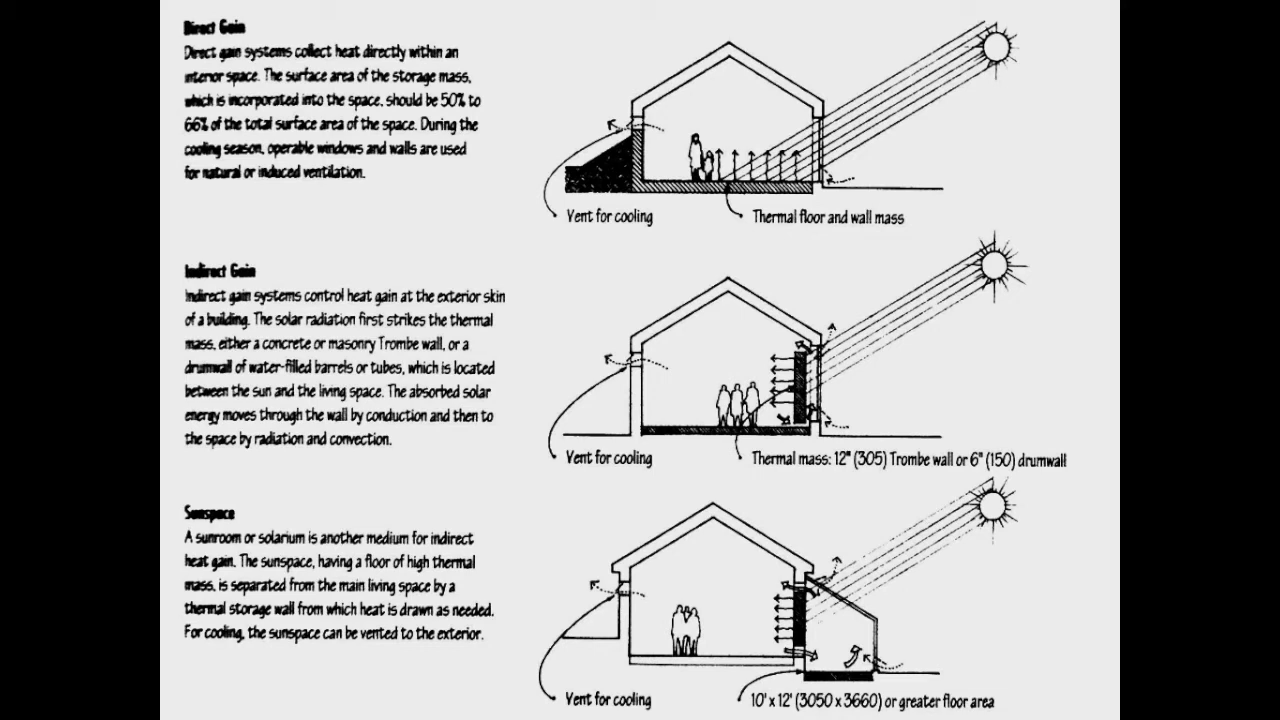 Direct Gain
Direct gain systems collect heat directly within an
interior space. The surface area of the storage mass,
which is incorporated into the space, should be 50% to
66% of the total surface area of the space. During the
cooling season, operable windows and walls are used
for natural or induced ventilation.
Vent for cooling
Thermal floor and wall mass
Indirect Gain
Indirect gain systems control heat gain at the exterior skin
of a building. The solar radiation first strikes the thermal
mass, either a concrete or masonry Trombe wall, or a
drumwall of water-filled barrels or tubes, which is located
between the sun and the living space. The absorbed solar
energy moves through the wall by conduction and then to
the space by radiation and convection.
Vent for cooling
Thermal mass: 12" (305) Trombe wall or 6" (150) drumwall
Sunspace
A sunroom or solarium is another medium for indirect
heat gain. The sunspace, having a floor of high thermal
mass, is separated from the main living space by a
thermal storage wall from which heat is drawn as needed.
For cooling, the sunspace can be vented to the exterior.
Vent for cooling
10' x 12' (3050 x 3660) or greater floor area